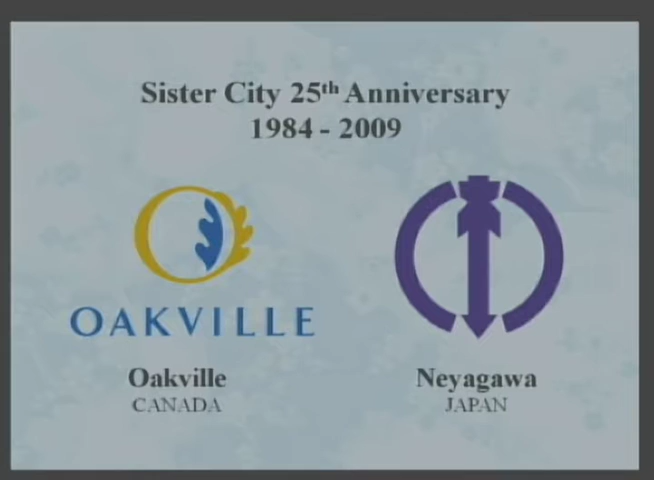 Sister City 25th Anniversary
1984 - 2009
OAKVILLE
Oakville
CANADA
Neyagawa
JAPAN